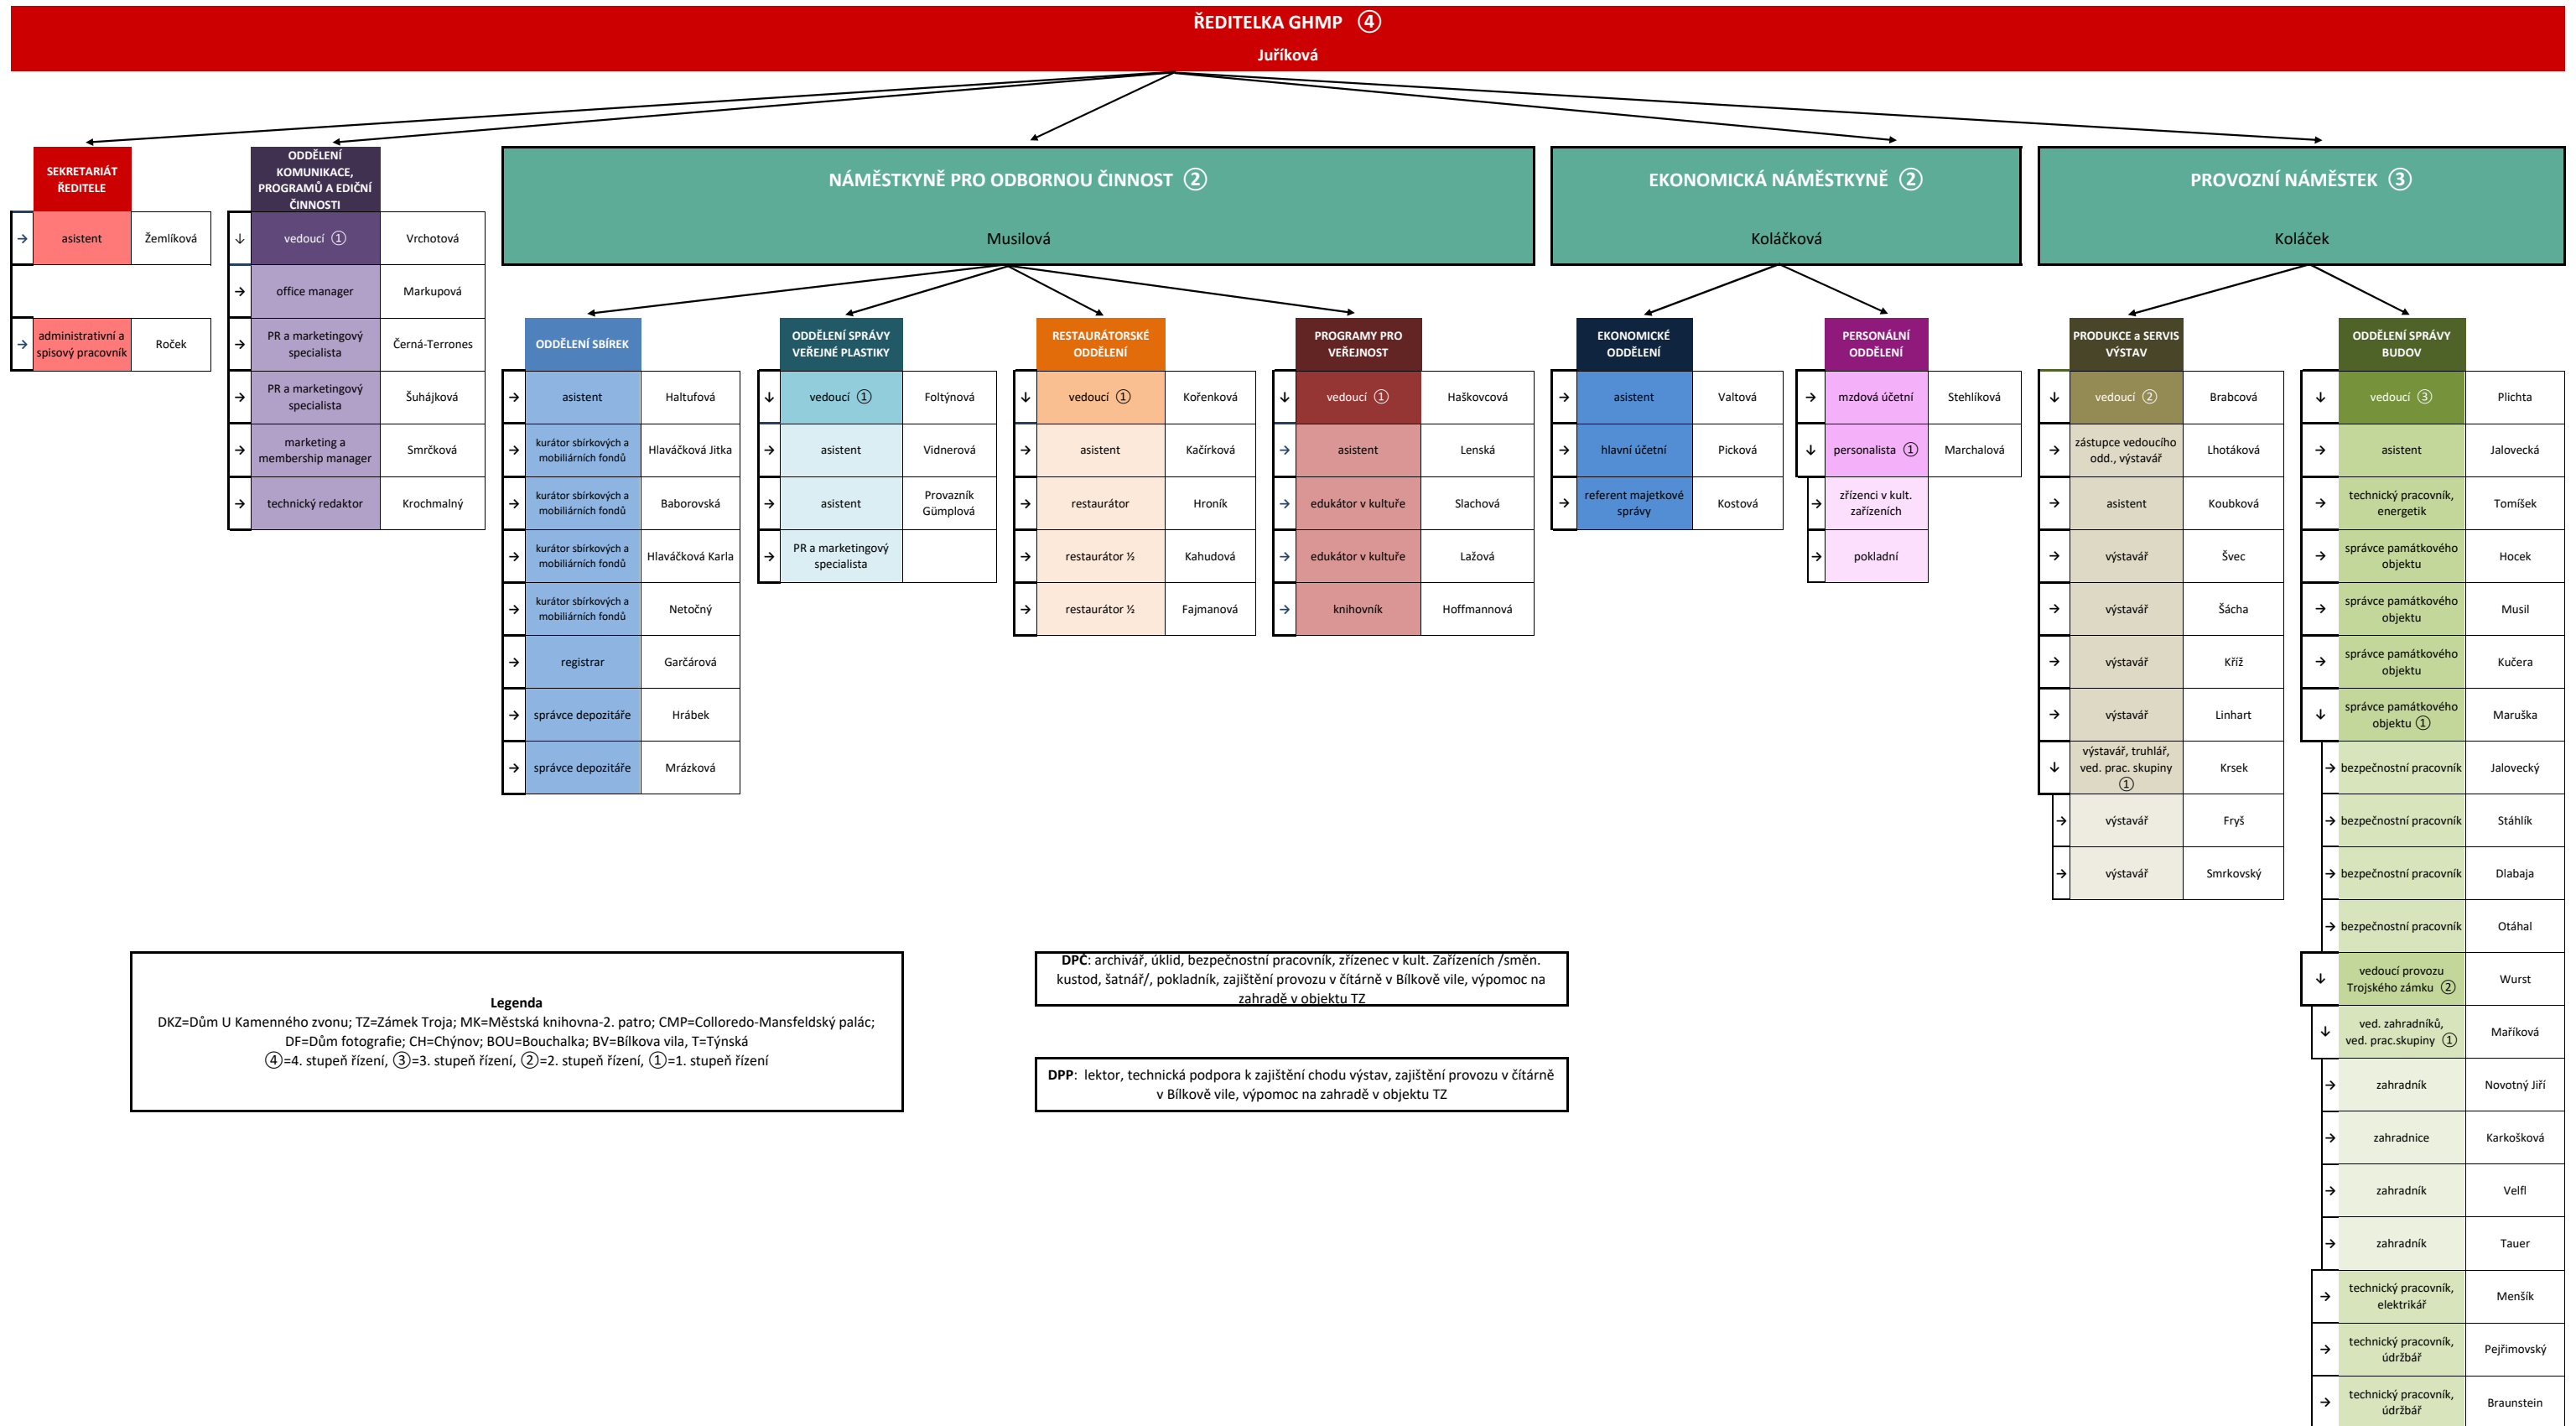 ŘEDITELKA GHMP ④
Juříková
SEKRETARIÁT
ŘEDITELE
asistent
Žemlíková
administrativní a
spisový pracovník
Roček
ODDĚLENÍ
KOMUNIKACE,
PROGRAMŮ A EDIČNÍ
ČINNOSTI
vedoucí ①
Vrchotová
office manager
Markupová
PR a marketingový
specialista
Černá-Terrones
PR a marketingový
specialista
Šuhájková
marketing a
membership manager
Smrčková
technický redaktor
Krochmalný
NÁMĚSTKYNĚ PRO ODBORNOU ČINNOST ②
Musilová
ODDĚLENÍ SBÍREK
asistent
Haltufová
kurátor sbírkových a
mobiliárních fondů
Hlaváčková Jitka
kurátor sbírkových a
mobiliárních fondů
Baborovská
kurátor sbírkových a
mobiliárních fondů
Hlaváčková Karla
kurátor sbírkových a
mobiliárních fondů
Netočný
registrar
Garčárová
správce depozitáře
Hrábek
správce depozitáře
Mrázková
ODDĚLENÍ SPRÁVY
VEŘEJNÉ PLASTIKY
vedoucí ①
Foltýnová
asistent
Vidnerová
asistent
Provazník
Gümplová
PR a marketingový
specialista
RESTAURÁTORSKÉ
ODDĚLENÍ
vedoucí ①
Kořenková
asistent
Kačírková
restaurátor
Hroník
restaurátor ½
Kahudová
restaurátor ½
Fajmanová
PROGRAMY PRO
VEŘEJNOST
vedoucí ①
Haškovcová
asistent
Lenská
edukátor v kultuře
Slachová
edukátor v kultuře
Lažová
knihovník
Hoffmannová
EKONOMICKÁ NÁMĚSTKYNĚ ②
Koláčková
EKONOMICKÉ
ODDĚLENÍ
asistent
Valtová
hlavní účetní
Picková
referent majetkové
správy
Kostová
PERSONÁLNÍ
ODDĚLENÍ
mzdová účetní
Stehlíková
personalista ①
Marchalová
zřízenci v kult.
zařízeních
pokladní
PROVOZNÍ NÁMĚSTEK ③
Koláček
PRODUKCE a SERVIS
VÝSTAV
vedoucí ②
Brabcová
zástupce vedoucího
odd., výstavář
Lhotáková
asistent
Koubková
výstavář
Švec
výstavář
Šácha
výstavář
Kříž
výstavář
Linhart
výstavář, truhlář,
ved. prac. skupiny
①
Krsek
výstavář
Fryš
výstavář
Smrkovský
ODDĚLENÍ SPRÁVY
BUDOV
vedoucí ③
Plichta
asistent
Jalovecká
technický pracovník,
energetik
Tomíšek
správce památkového
objektu
Hocek
správce památkového
objektu
Musil
správce památkového
objektu
Kučera
správce památkového
objektu ①
Maruška
bezpečnostní pracovník
Jalovecký
bezpečnostní pracovník
Stáhlík
bezpečnostní pracovník
Dlabaja
bezpečnostní pracovník
Otáhal
vedoucí provozu
Trojského zámku ②
Wurst
ved. zahradníků,
ved. prac.skupiny ①
Maříková
zahradník
Novotný Jiří
zahradnice
Karkošková
zahradník
Velfl
zahradník
Tauer
technický pracovník,
elektrikář
Menšík
technický pracovník,
údržbář
Pejřimovský
technický pracovník,
údržbář
Braunstein
Legenda
DKZ=Dům U Kamenného zvonu; TZ=Zámek Troja; MK=Městská knihovna-2. patro; CMP=Colloredo-Mansfeldský palác;
DF=Dům fotografie; CH=Chýnov; BOU=Bouchalka; BV=Bílkova vila, T=Týnská
④=4. stupeň řízení, ③=3. stupeň řízení, ②=2. stupeň řízení, ①=1. stupeň řízení
DPČ: archivář, úklid, bezpečnostní pracovník, zřízenec v kult. Zařízeních /směn.
kustod, šatnář/, pokladník, zajištění provozu v čítárně v Bílkově vile, výpomoc na
zahradě v objektu TZ
DPP: lektor, technická podpora k zajištění chodu výstav, zajištění provozu v čítárně
v Bílkově vile, výpomoc na zahradě v objektu TZ